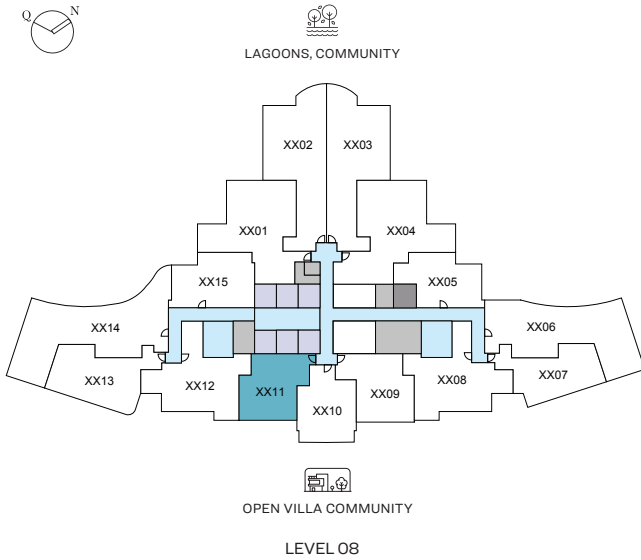 Q N
LAGOONS, COMMUNITY
XX02 XX03
XX01 XX04
XX15 XX05
XX14 XX06
XX13 XX12 XX11 XX10 XX09 XX08 XX07
OPEN VILLA COMMUNITY
LEVEL 08